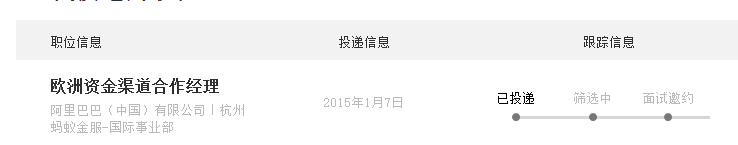 职位信息 投递信息 跟踪信息
欧洲资金渠道合作经理
阿里巴巴（中国）有限公司丨杭州
蚂蚁金服-国际事业部
2015年1月7日
已投递 筛选中 面试邀约